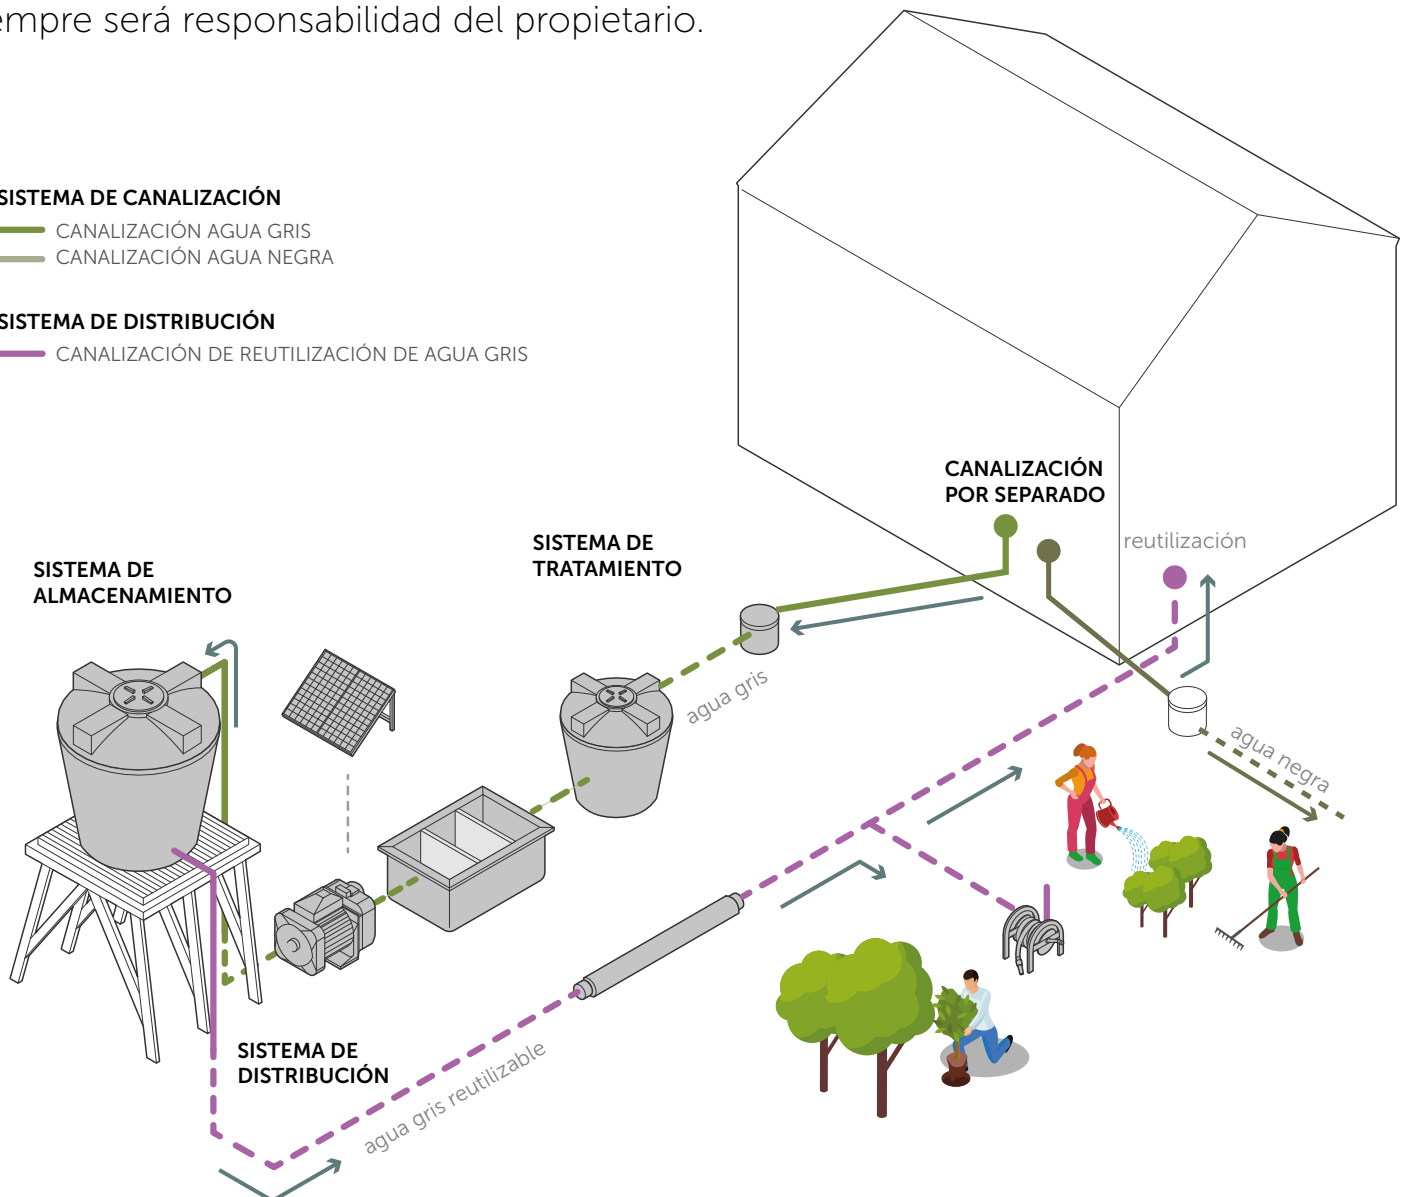 empre será responsabilidad del propietario.
SISTEMA DE CANALIZACIÓN
CANALIZACIÓN AGUA GRIS
CANALIZACIÓN AGUA NEGRA
SISTEMA DE DISTRIBUCIÓN
CANALIZACIÓN DE REUTILIZACIÓN DE AGUA GRIS
CANALIZACIÓN
POR SEPARADO
reutilización
SISTEMA DE
TRATAMIENTO
SISTEMA DE
ALMACENAMIENTO
agua gris
agua negra
SISTEMA DE
DISTRIBUCIÓN
agua gris reutilizable